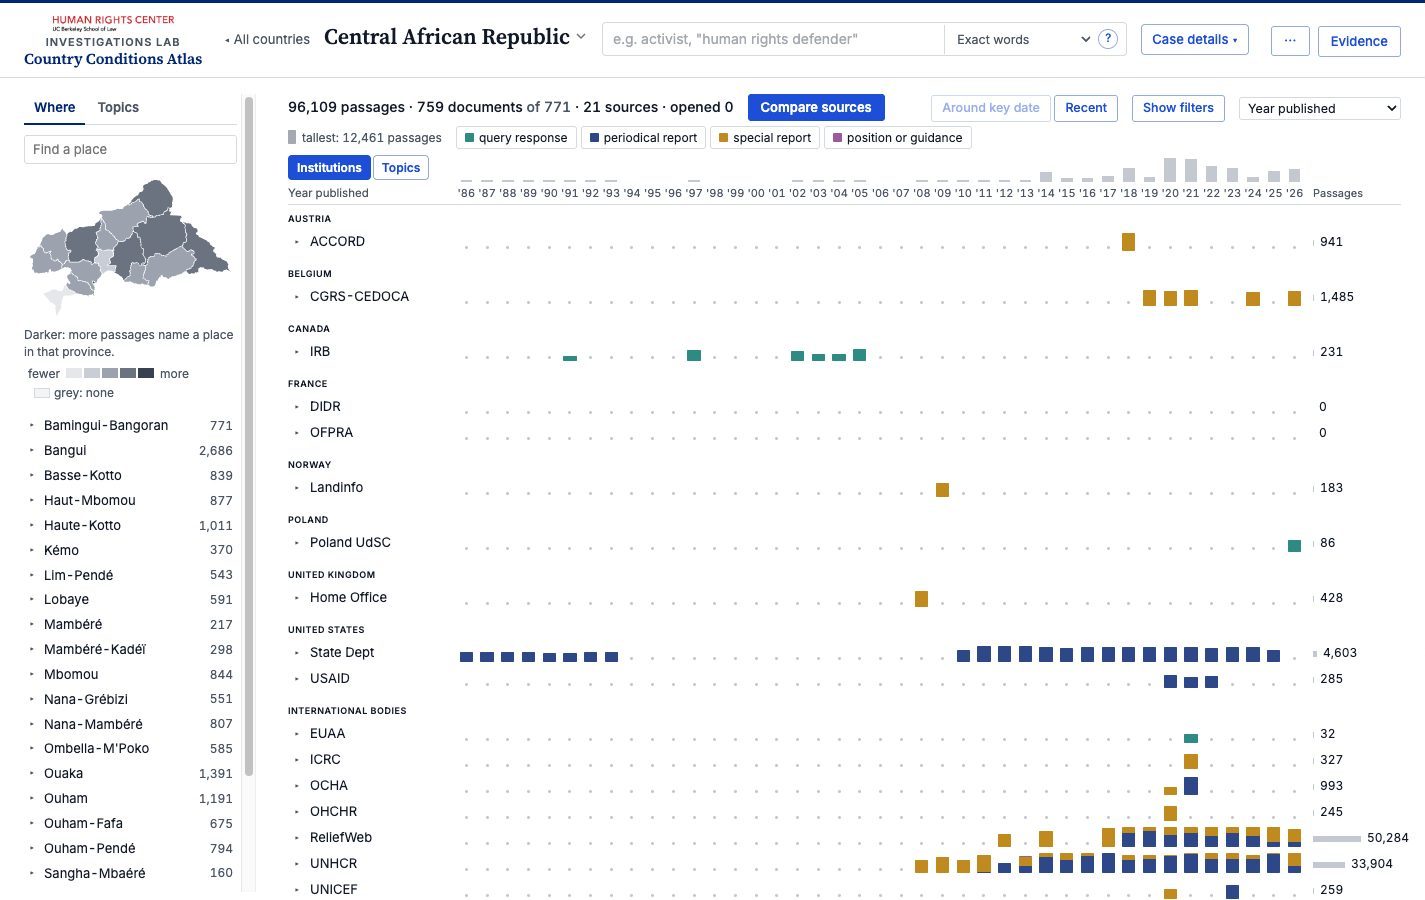 HUMAN RIGHTS CENTER
UC Berkeley School of Law
INVESTIGATIONS LAB
Country Conditions Atlas
◂ All countries
Central African Republic
e.g. activist, "human rights defender"
Exact words
?
Case details ▾
···
Evidence
Where Topics
Find a place
Darker: more passages name a place
in that province.
fewer more
grey: none
Bamingui-Bangoran 771
Bangui 2,686
Basse-Kotto 839
Haut-Mbomou 877
Haute-Kotto 1,011
Kémo 370
Lim-Pendé 543
Lobaye 591
Mambéré 217
Mambéré-Kadéï 298
Mbomou 844
Nana-Grébizi 551
Nana-Mambéré 807
Ombella-M'Poko 585
Ouaka 1,391
Ouham 1,191
Ouham-Fafa 675
Ouham-Pendé 794
Sangha-Mbaéré 160
96,109 passages · 759 documents of 771 · 21 sources · opened 0
Compare sources
Around key date
Recent
Show filters
Year published
tallest: 12,461 passages
query response
periodical report
special report
position or guidance
Institutions
Topics
Year published '86 '87 '88 '89 '90 '91 '92 '93 '94 '95 '96 '97 '98 '99 '00 '01 '02 '03 '04 '05 '06 '07 '08 '09 '10 '11 '12 '13 '14 '15 '16 '17 '18 '19 '20 '21 '22 '23 '24 '25 '26 Passages
AUSTRIA
ACCORD 941
BELGIUM
CGRS-CEDOCA 1,485
CANADA
IRB 231
FRANCE
DIDR 0
OFPRA 0
NORWAY
Landinfo 183
POLAND
Poland UdSC 86
UNITED KINGDOM
Home Office 428
UNITED STATES
State Dept 4,603
USAID 285
INTERNATIONAL BODIES
EUAA 32
ICRC 327
OCHA 993
OHCHR 245
ReliefWeb 50,284
UNHCR 33,904
UNICEF 259